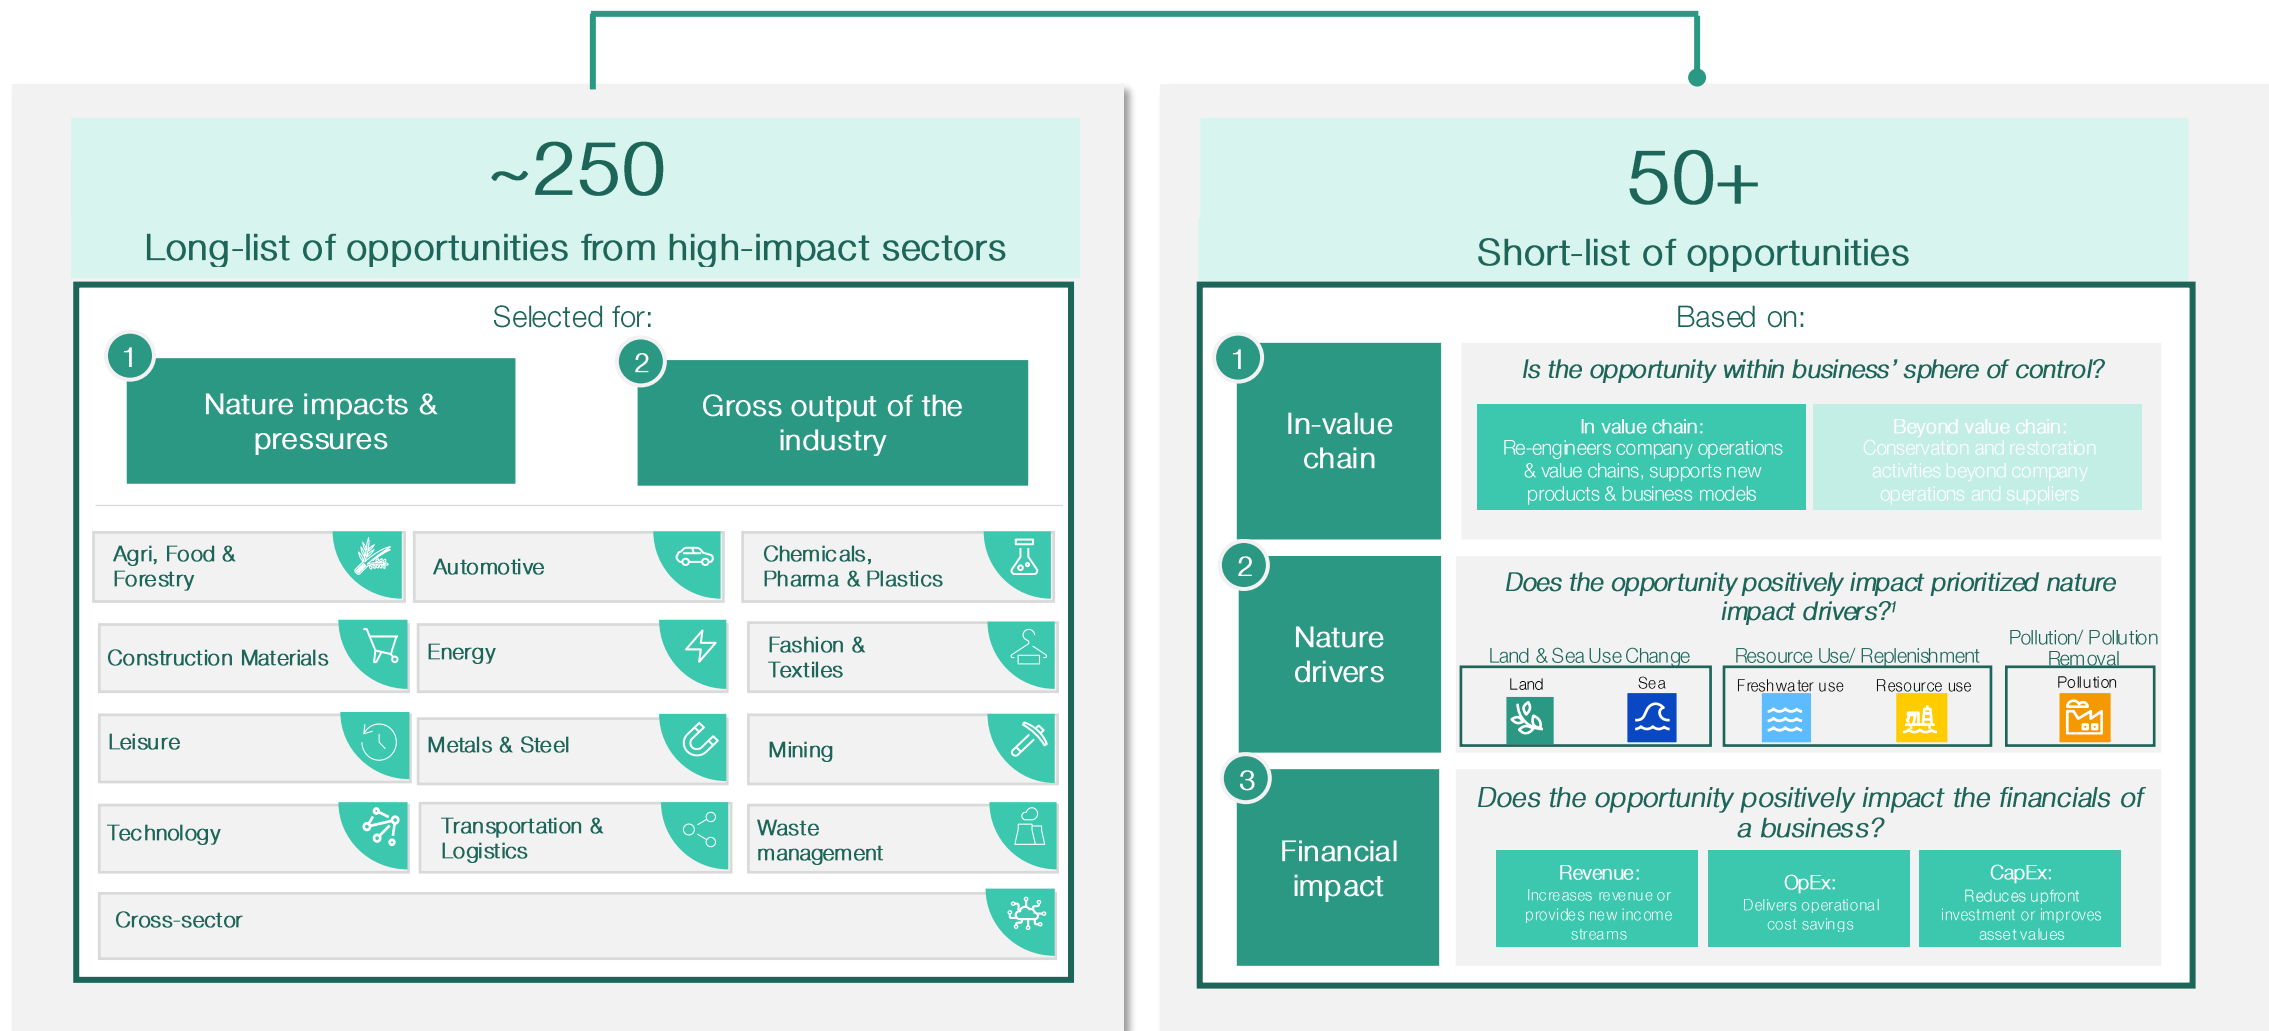 ~250
Long-list of opportunities from high-impact sectors
Selected for:
1
Nature impacts &
pressures
2
Gross output of the
industry
Agri, Food &
Forestry
Automotive
Chemicals,
Pharma & Plastics
Construction Materials
Energy
Fashion &
Textiles
Leisure
Metals & Steel
Mining
Technology
Transportation &
Logistics
Waste
management
Cross-sector
50+
Short-list of opportunities
Based on:
1
In-value
chain
Is the opportunity within business’ sphere of control?
In value chain:
Re-engineers company operations
& value chains, supports new
products & business models
Beyond value chain:
Conservation and restoration
activities beyond company
operations and suppliers
2
Nature
drivers
Does the opportunity positively impact prioritized nature
impact drivers?¹
Land & Sea Use Change
Land
Sea
Resource Use/ Replenishment
Freshwater use
Resource use
Pollution/ Pollution
Removal
Pollution
3
Financial
impact
Does the opportunity positively impact the financials of
a business?
Revenue:
Increases revenue or
provides new income
streams
OpEx:
Delivers operational
cost savings
CapEx:
Reduces upfront
investment or improves
asset values